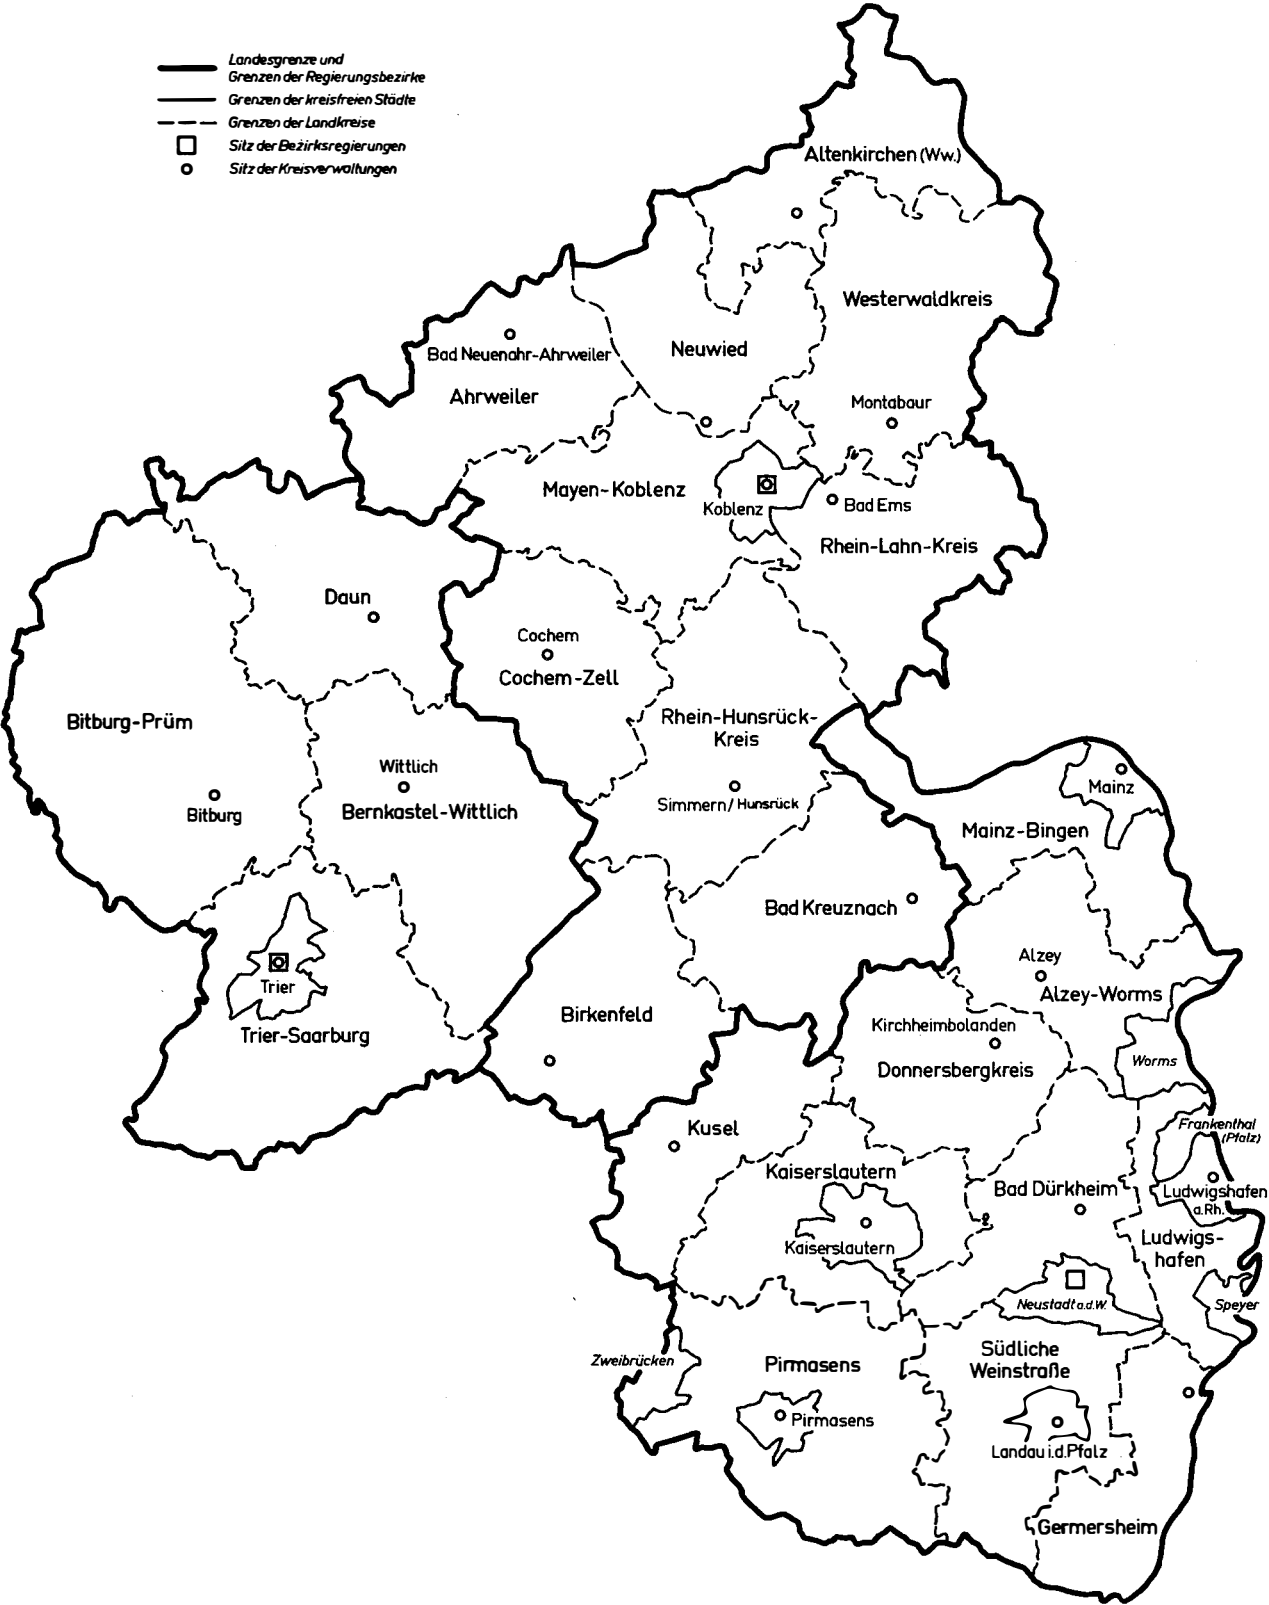 Landesgrenze und
Grenzen der Regierungsbezirke
Grenzen der kreisfreien Städte
Grenzen der Landkreise
Sitz der Bezirksregierungen
Sitz der Kreisverwaltungen
Altenkirchen (Ww.)
Westerwaldkreis
Neuwied
Bad Neuenahr-Ahrweiler
Ahrweiler
Montabaur
Mayen-Koblenz
Koblenz
Bad Ems
Rhein-Lahn-Kreis
Daun
Cochem
Cochem-Zell
Bitburg-Prüm
Rhein-Hunsrück-
Kreis
Wittlich
Bernkastel-Wittlich
Bitburg
Simmern/Hunsrück
Mainz
Mainz-Bingen
Bad Kreuznach
Alzey
Alzey-Worms
Trier
Trier-Saarburg
Birkenfeld
Kirchheimbolanden
Donnersbergkreis
Worms
Kusel
Frankenthal
(Pfalz)
Kaiserslautern
Bad Dürkheim
Ludwigshafen
a.Rh.
Kaiserslautern
Ludwigs-
hafen
Neustadt a.d.W.
Speyer
Zweibrücken
Pirmasens
Südliche
Weinstraße
Pirmasens
Landau i.d.Pfalz
Germersheim